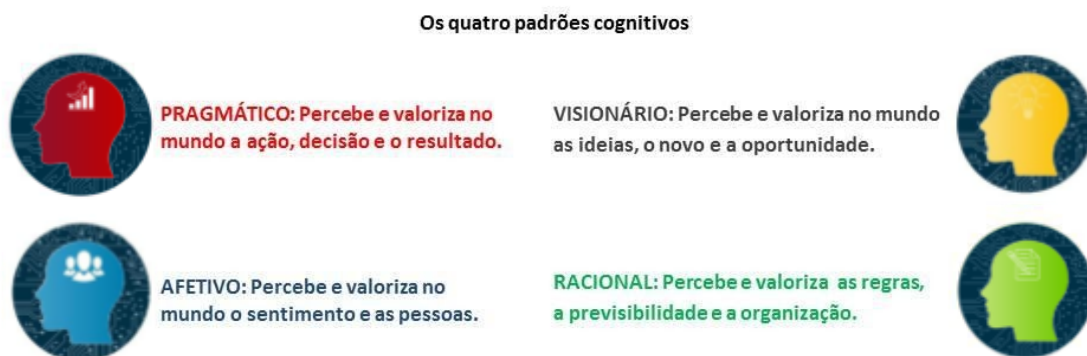 Os quatro padrões cognitivos
PRAGMÁTICO: Percebe e valoriza no
mundo a ação, decisão e o resultado.
VISIONÁRIO: Percebe e valoriza no mundo
as ideias, o novo e a oportunidade.
AFETIVO: Percebe e valoriza no
mundo o sentimento e as pessoas.
RACIONAL: Percebe e valoriza  as regras,
a previsibilidade e a organização.